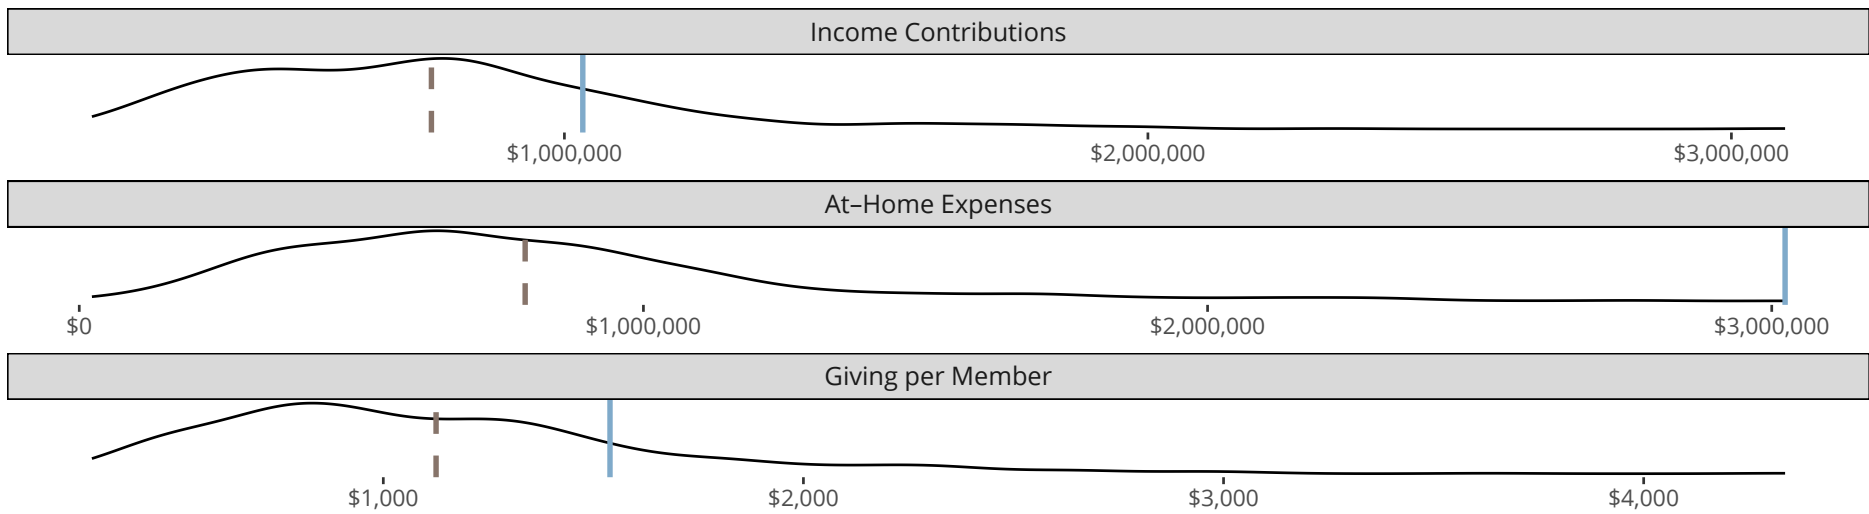 Income Contributions
$1,000,000 $2,000,000 $3,000,000
At–Home Expenses
$0 $1,000,000 $2,000,000 $3,000,000
Giving per Member
$1,000 $2,000 $3,000 $4,000